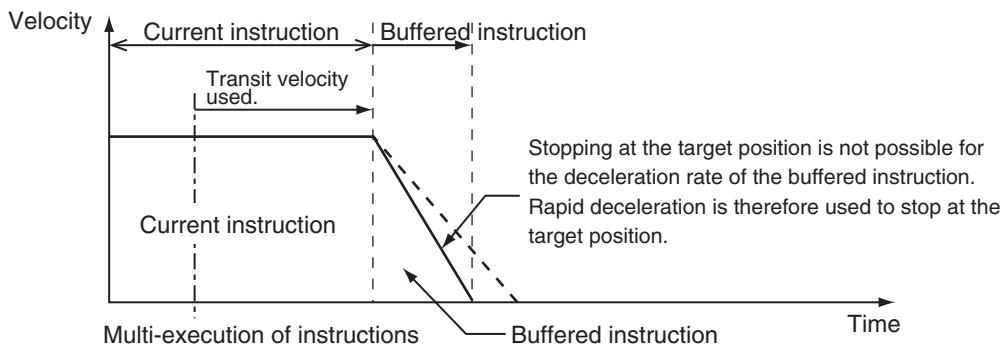 Velocity
Current instruction
Buffered instruction
Transit velocity
used.
Stopping at the target position is not possible for
the deceleration rate of the buffered instruction.
Rapid deceleration is therefore used to stop at the
target position.
Current instruction
Time
Multi-execution of instructions
Buffered instruction